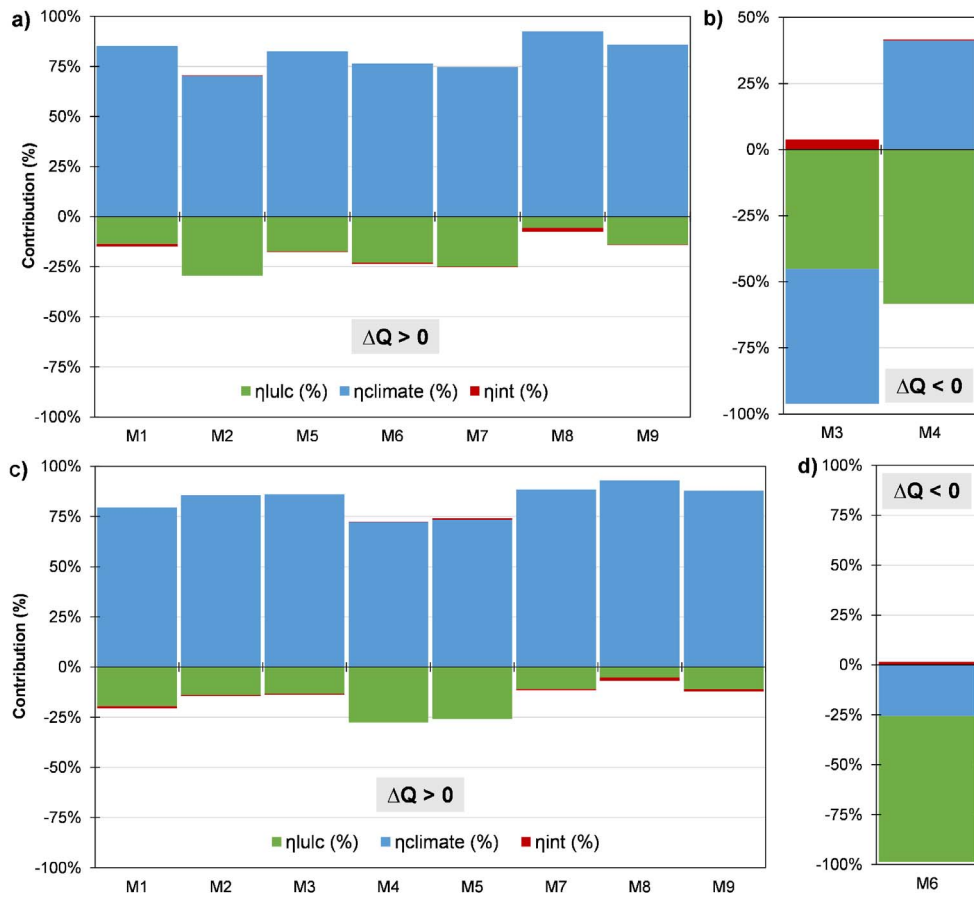 a)
Contribution (%)
100%
75%
50%
25%
0%
-25%
-50%
-75%
-100%
ΔQ > 0
ηlulc (%) ηclimate (%) ηint (%)
M1 M2 M5 M6 M7 M8 M9
b)
50%
25%
0%
-25%
-50%
-75%
-100%
ΔQ < 0
M3 M4
c)
Contribution (%)
100%
75%
50%
25%
0%
-25%
-50%
-75%
-100%
ΔQ > 0
ηlulc (%) ηclimate (%) ηint (%)
M1 M2 M3 M4 M5 M7 M8 M9
d)
100%
75%
50%
25%
0%
-25%
-50%
-75%
-100%
ΔQ < 0
M6